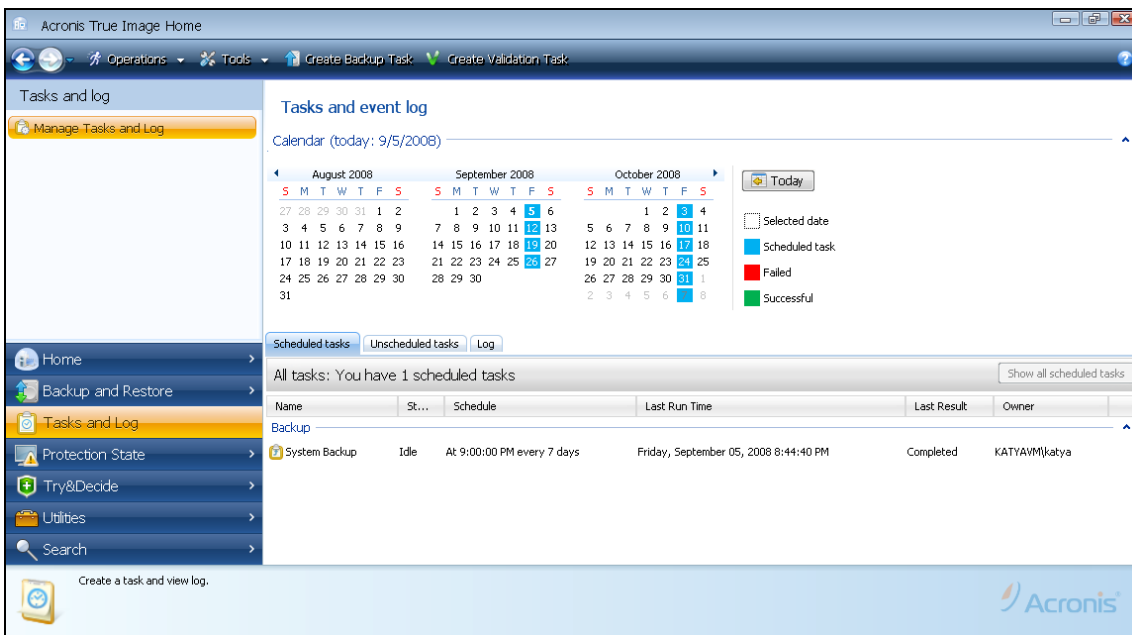 Acronis True Image Home
Operations Tools Create Backup Task Create Validation Task
Tasks and log
Manage Tasks and Log
Home
Backup and Restore
Tasks and Log
Protection State
Try&Decide
Utilities
Search
Tasks and event log
Calendar (today: 9/5/2008)
August 2008
S M T W T F S
27 28 29 30 31 1 2
3 4 5 6 7 8 9
10 11 12 13 14 15 16
17 18 19 20 21 22 23
24 25 26 27 28 29 30
31
September 2008
S M T W T F S
1 2 3 4 5 6
7 8 9 10 11 12 13
14 15 16 17 18 19 20
21 22 23 24 25 26 27
28 29 30
October 2008
S M T W T F S
1 2 3 4
5 6 7 8 9 10 11
12 13 14 15 16 17 18
19 20 21 22 23 24 25
26 27 28 29 30 31 1
2 3 4 5 6 8
Today
Selected date
Scheduled task
Failed
Successful
Scheduled tasks Unscheduled tasks Log
All tasks: You have 1 scheduled tasks
Show all scheduled tasks
Name St... Schedule Last Run Time Last Result Owner
Backup
System Backup Idle At 9:00:00 PM every 7 days Friday, September 05, 2008 8:44:40 PM Completed KATYAVM\katya
Create a task and view log.
Acronis